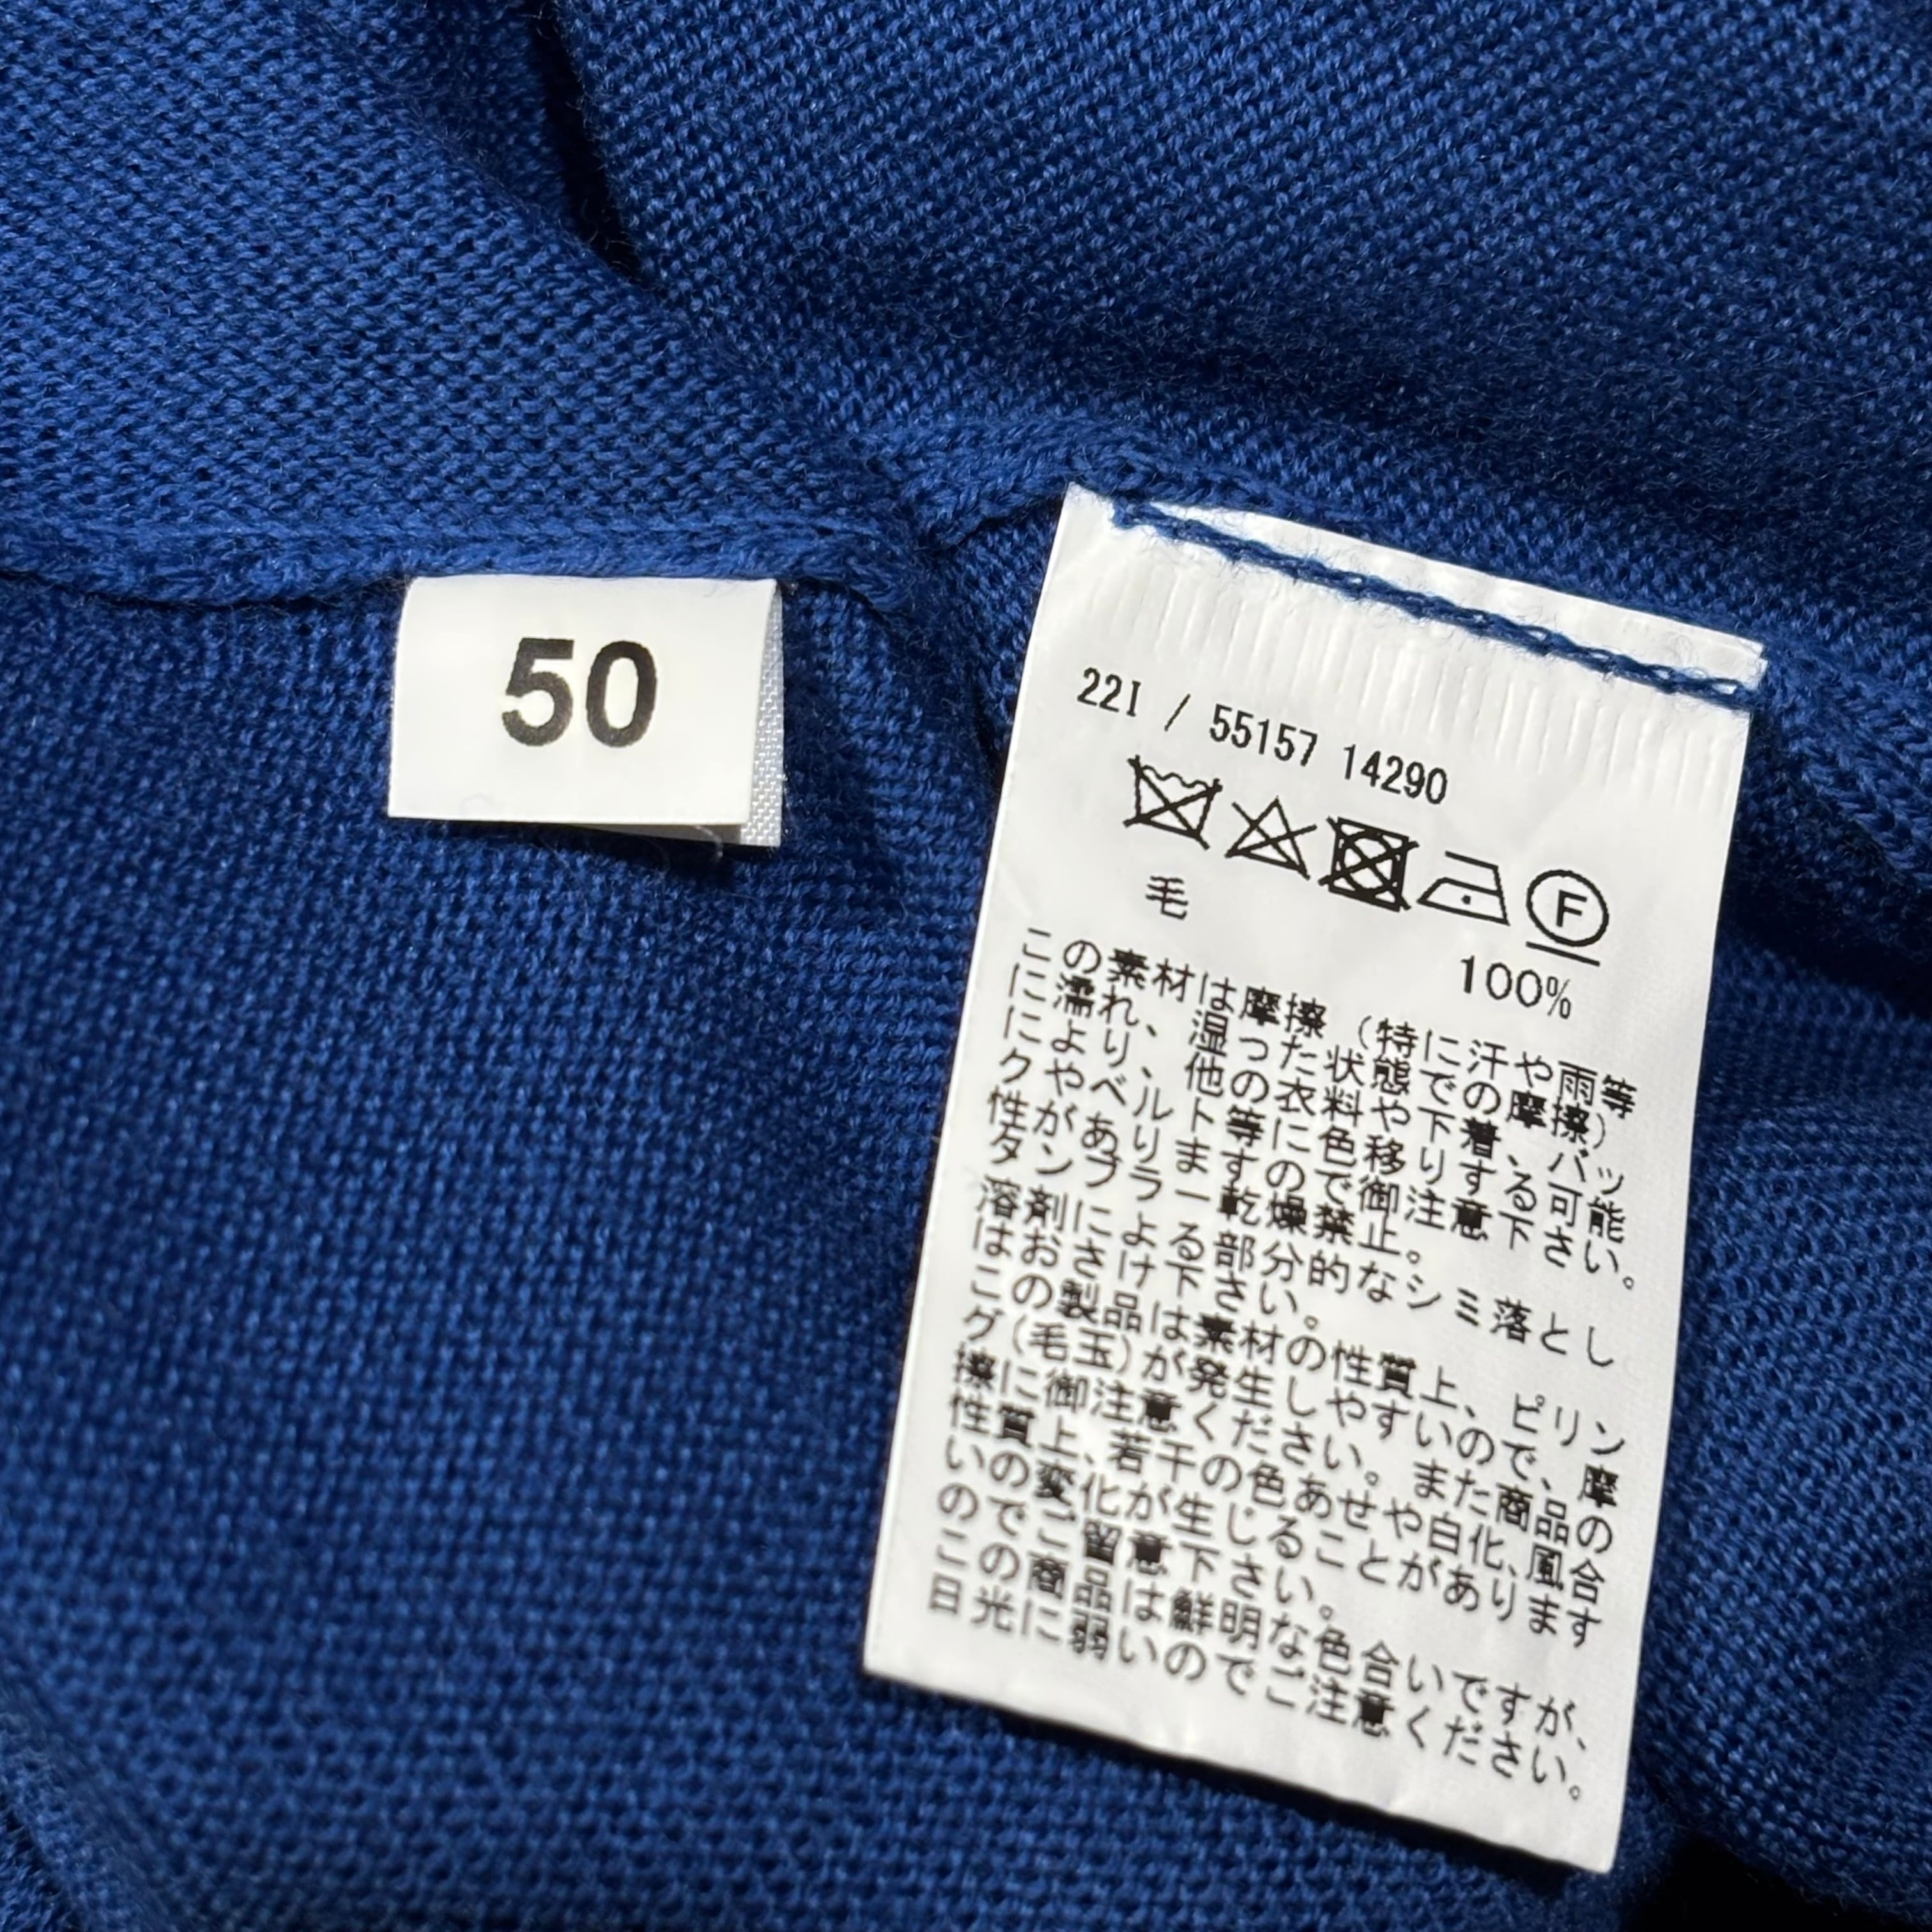 50
22I / 55157 14290
F
毛
100%
この素材は摩擦（特に汗や雨等
に濡れ、湿った状態での摩擦）
により、他の衣料や下着、バッ
クやベルト等に色移りする可能
性がありますので御注意下さい。
タンブラー乾燥禁止。
溶剤による部分的なシミ落とし
はおさけ下さい。
この製品は素材の性質上、ピリン
グ(毛玉)が発生しやすいので、摩
擦に御注意ください。また商品の
性質上、若干の色あせや白化、風合
いの変化が生じることがあります
のでご留意下さい。
この商品は鮮明な色合いですが、
日光に弱いのでご注意ください。